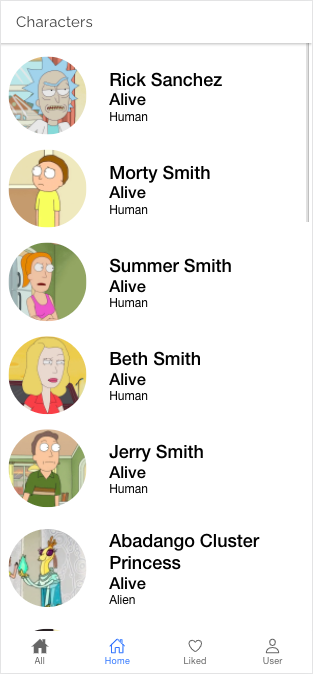 Characters
Rick Sanchez
Alive
Human
Morty Smith
Alive
Human
Summer Smith
Alive
Human
Beth Smith
Alive
Human
Jerry Smith
Alive
Human
Abadango Cluster
Princess
Alive
Alien
All
Home
Liked
User